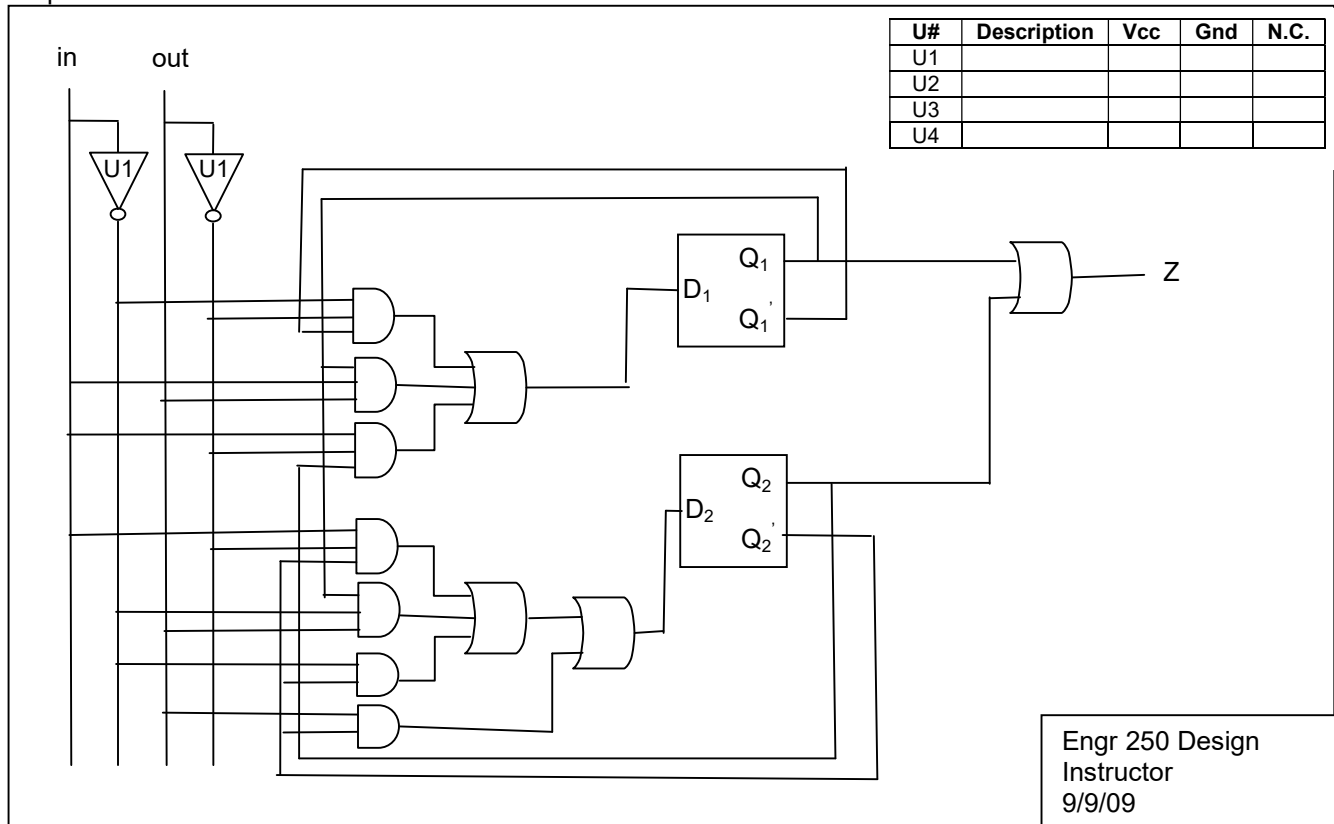 in out
U# Description Vcc Gnd N.C.
U1
U2
U3
U4
U1 U1
Q₁
D₁
Q₁'
Z
Q₂
D₂
Q₂'
Engr 250 Design
Instructor
9/9/09